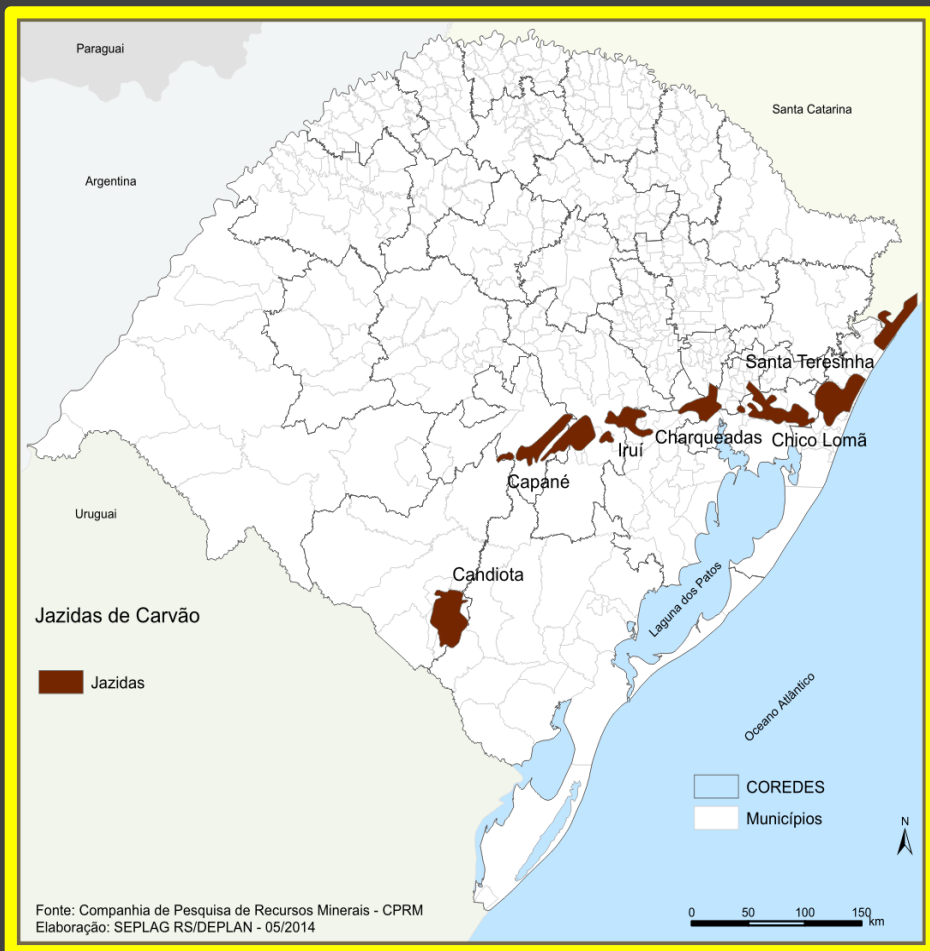 Paraguai
Santa Catarina
Argentina
Santa Teresinha
Charqueadas
Chico Lomã
Iruí
Capané
Uruguai
Candiota
Laguna dos Patos
Jazidas de Carvão
Jazidas
Oceano Atlântico
COREDES
Municípios
N
Fonte: Companhia de Pesquisa de Recursos Minerais - CPRM
Elaboração: SEPLAG RS/DEPLAN - 05/2014
0 50 100 150
km